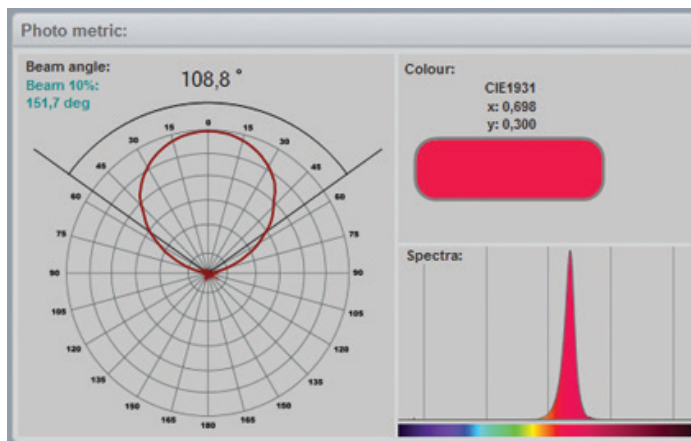 Photo metric:
Beam angle:
Beam 10%:
151,7 deg
108,8 °
0
15
15
30
30
45
45
60
60
75
75
90
90
105
105
120
120
135
135
150
150
165
165
180
Colour:
CIE1931
x: 0,698
y: 0,300
Spectra: